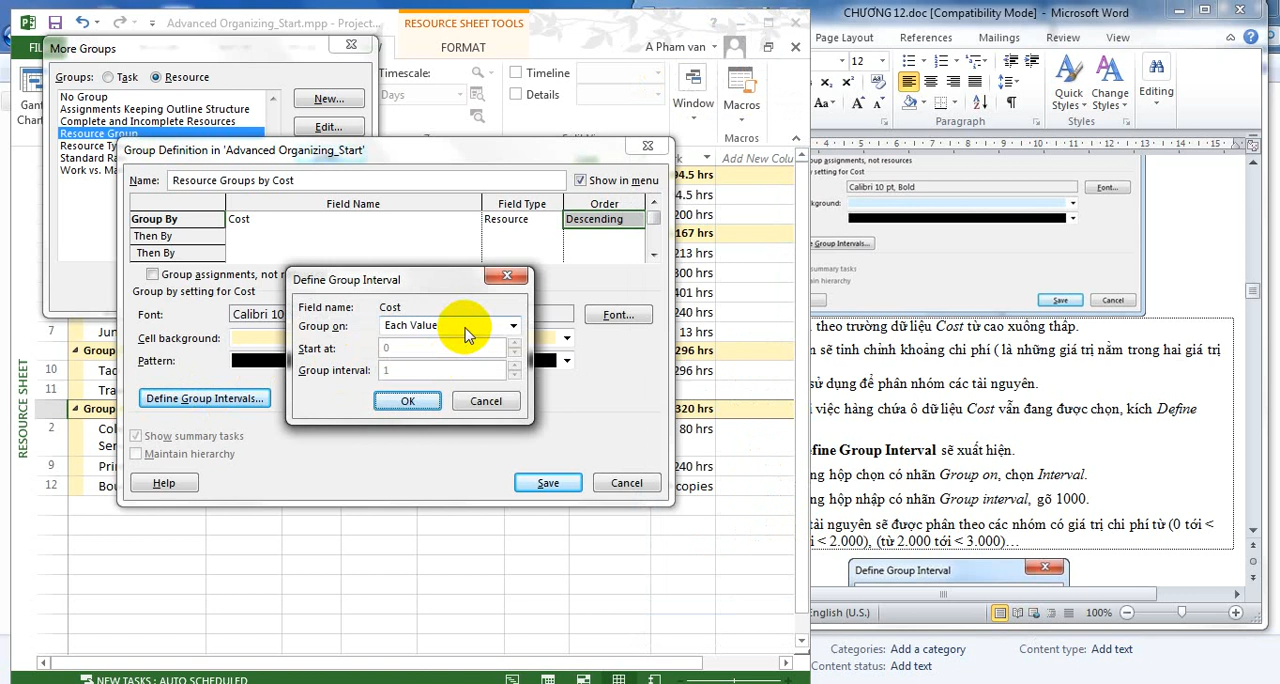 Advanced Organizing_Start.mpp - Project...
RESOURCE SHEET TOOLS
FORMAT
A Pham van
More Groups
Groups:
Task
Resource
No Group
Assignments Keeping Outline Structure
Complete and Incomplete Resources
Resource Group
New...
Edit...
Timescale:
Days
Timeline
Details
Window
Macros
Macros
Add New Colu
Group Definition in 'Advanced Organizing_Start'
Name:
Resource Groups by Cost
Show in menu
Field Name
Field Type
Order
Group By
Cost
Resource
Descending
Then By
Then By
Group assignments, not
Group by setting for Cost
Font:
Calibri 10
Font...
Cell background:
Pattern:
Define Group Intervals...
Show summary tasks
Maintain hierarchy
Help
Save
Cancel
Define Group Interval
Field name:
Cost
Group on:
Each Value
Start at:
0
Group interval:
1
OK
Cancel
94.5 hrs
4.5 hrs
200 hrs
167 hrs
213 hrs
300 hrs
401 hrs
13 hrs
296 hrs
296 hrs
320 hrs
80 hrs
240 hrs
copies
7
10
11
2
9
12
Group
Group
RESOURCE SHEET
NEW TASKS : AUTO SCHEDULED
CHƯƠNG 12.doc [Compatibility Mode] - Microsoft Word
Page Layout
References
Mailings
Review
View
12
Quick
Styles
Change
Styles
Editing
Paragraph
Styles
assignments, not resources
setting for Cost
Calibri 10 pt, Bold
Font...
Group Intervals...
summary tasks
Maintain hierarchy
Save
Cancel
theo trường dữ liệu Cost từ cao xuống thấp.
sẽ tinh chỉnh khoảng chi phí ( là những giá trị nằm trong hai giá trị
sử dụng để phân nhóm các tài nguyên.
việc hàng chứa ô dữ liệu Cost vẫn đang được chọn, kích Define
Define Group Interval sẽ xuất hiện.
hộp chọn có nhãn Group on, chọn Interval.
hộp nhập có nhãn Group interval, gõ 1000.
tài nguyên sẽ được phân theo các nhóm có giá trị chi phí từ (0 tới <
< 2.000), (từ 2.000 tới < 3.000)…
Define Group Interval
English (U.S.)
100%
Categories:
Add a category
Content type:
Add text
Content status:
Add text